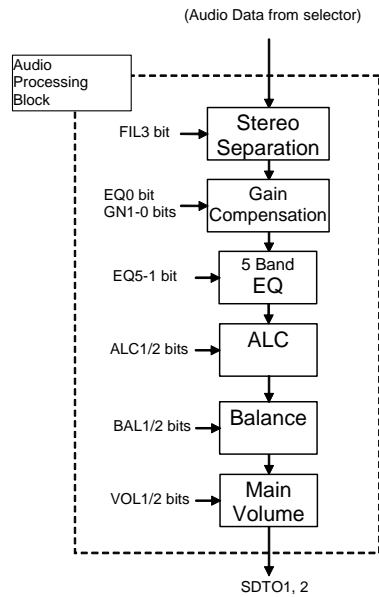 (Audio Data from selector)
Audio
Processing
Block
FIL3 bit
Stereo
Separation
EQ0 bit
GN1-0 bits
Gain
Compensation
EQ5-1 bit
5 Band
EQ
ALC1/2 bits
ALC
BAL1/2 bits
Balance
VOL1/2 bits
Main
Volume
SDTO1, 2